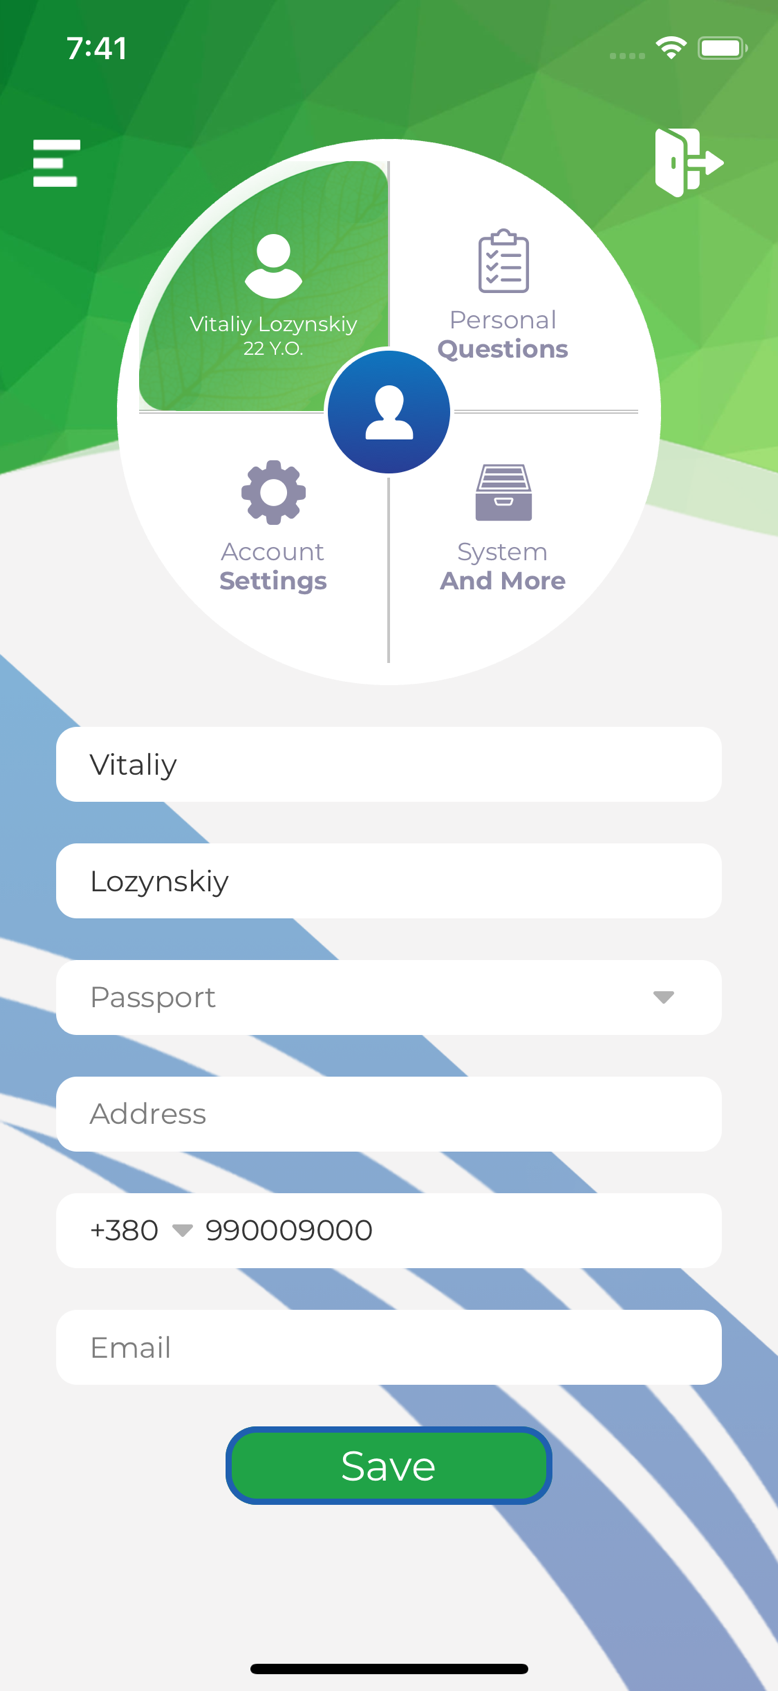 7:41
Vitaliy Lozynskiy
22 Y.O.
Personal
Questions
Account
Settings
System
And More
Vitaliy
Lozynskiy
Passport
Address
+380 990009000
Email
Save